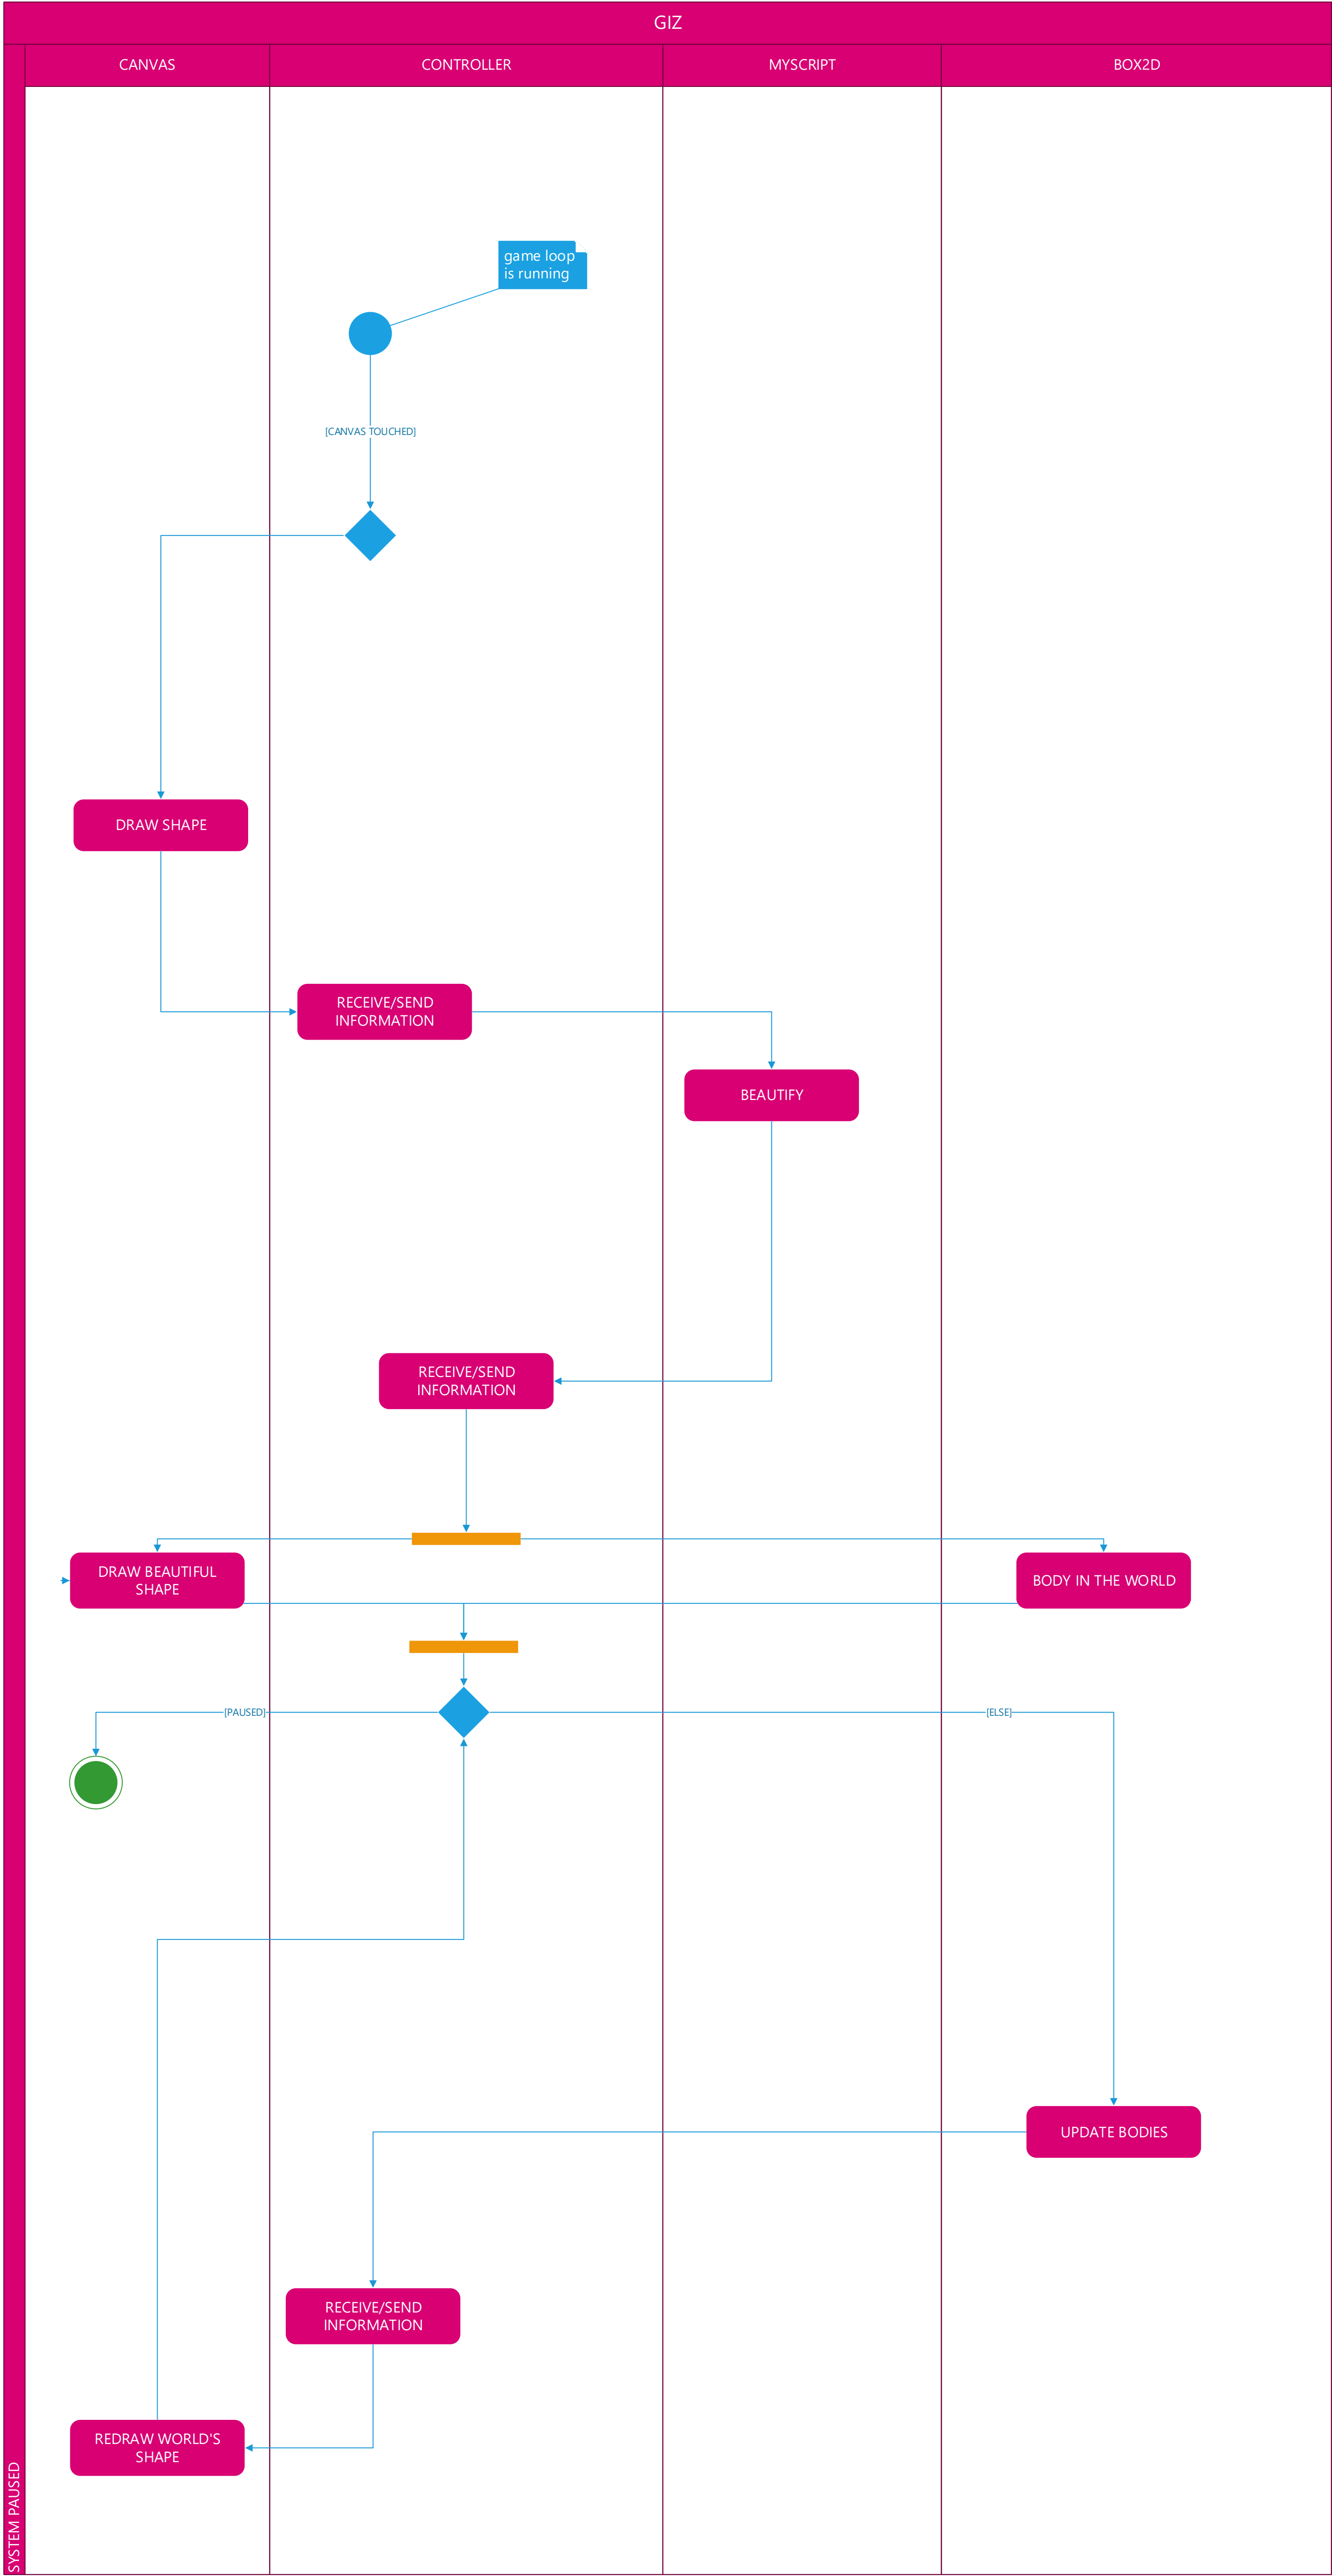 GIZ
CANVAS
CONTROLLER
MYSCRIPT
BOX2D
game loop
is running
[CANVAS TOUCHED]
DRAW SHAPE
RECEIVE/SEND
INFORMATION
BEAUTIFY
RECEIVE/SEND
INFORMATION
DRAW BEAUTIFUL
SHAPE
BODY IN THE WORLD
[PAUSED]
[ELSE]
UPDATE BODIES
RECEIVE/SEND
INFORMATION
REDRAW WORLD'S
SHAPE
SYSTEM PAUSED